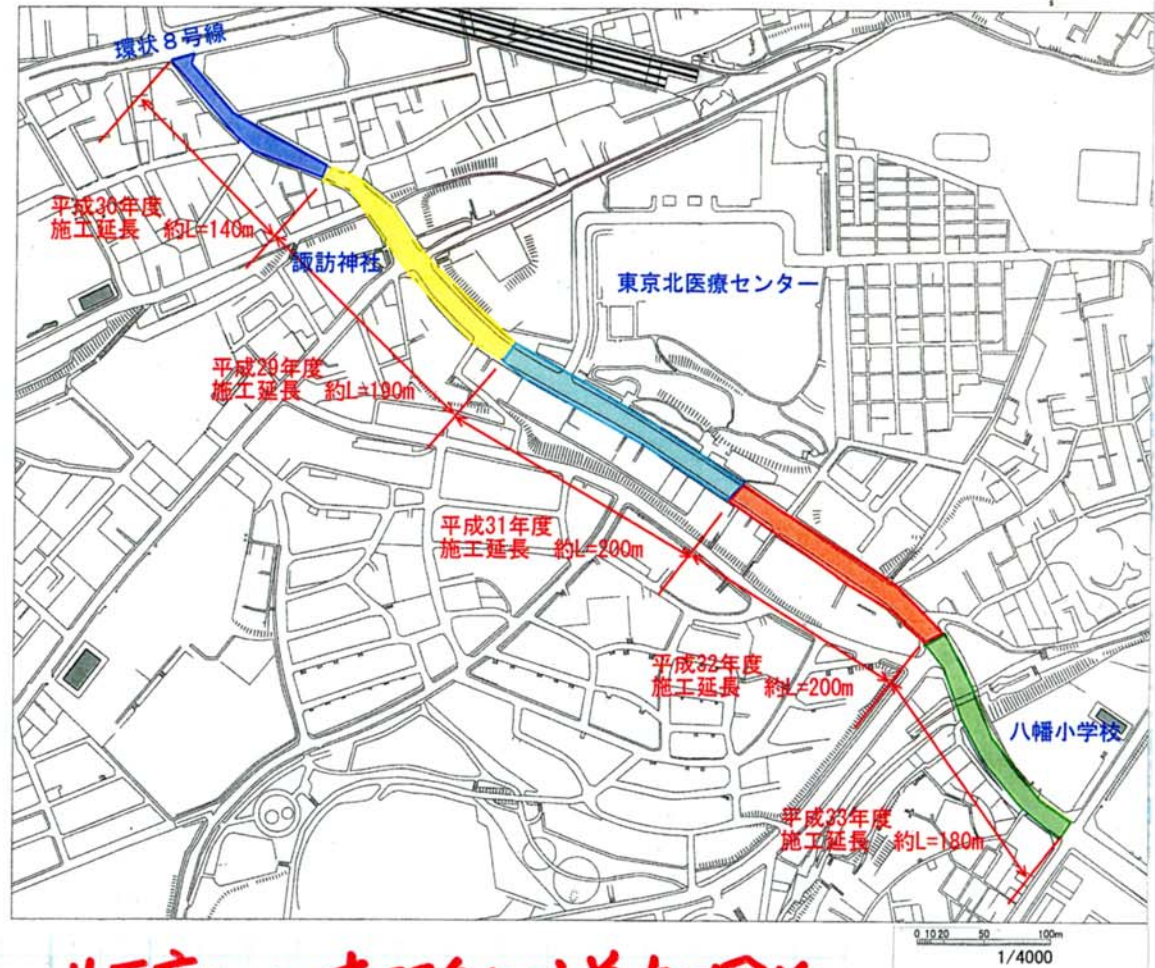 環状8号線
平成30年度
施工延長　約L=140m
諏訪神社
東京北医療センター
平成29年度
施工延長　約L=190m
平成31年度
施工延長　約L=200m
平成32年度
施工延長　約L=200m
八幡小学校
平成33年度
施工延長　約L=180m
0 10 20 50 100m
1/4000